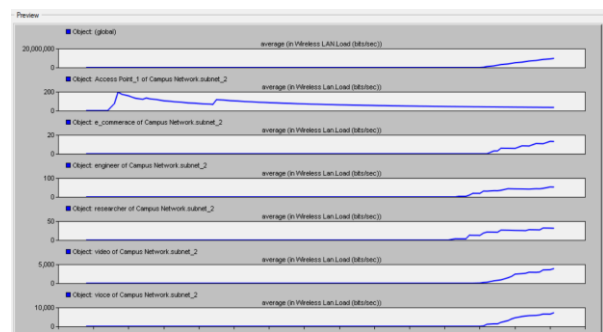 Preview
Object: (global)
average (in Wireless LAN.Load (bits/sec))
20,000,000
0
Object: Access Point_1 of Campus Network.subnet_2
average (in Wireless Lan.Load (bits/sec))
200
0
Object: e_commerace of Campus Network.subnet_2
average (in Wireless Lan.Load (bits/sec))
20
0
Object: engineer of Campus Network.subnet_2
average (in Wireless Lan.Load (bits/sec))
100
0
Object: researcher of Campus Network.subnet_2
average (in Wireless Lan.Load (bits/sec))
50
0
Object: video of Campus Network.subnet_2
average (in Wireless Lan.Load (bits/sec))
5,000
0
Object: vioce of Campus Network.subnet_2
average (in Wireless Lan.Load (bits/sec))
10,000
0